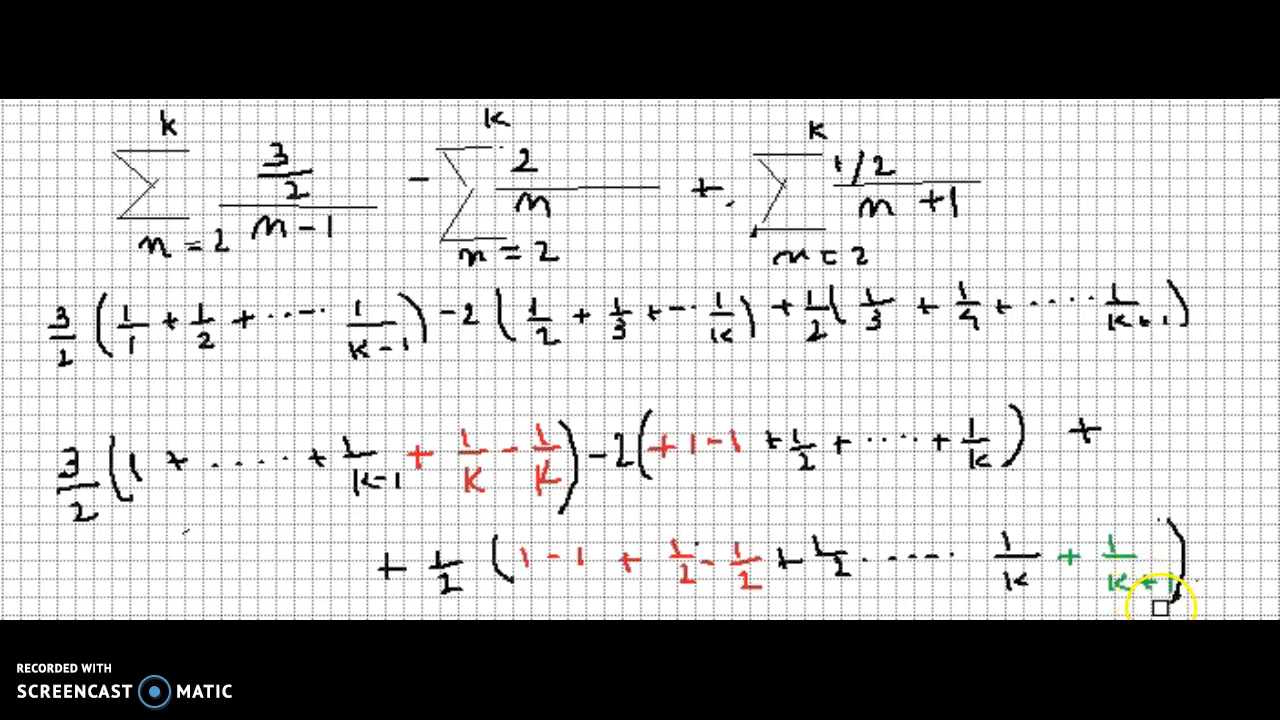 k k k
∑ (3/2)/(n-1) - ∑ 2/n + ∑ (1/2)/(n+1)
n=2 n=2 n=2
3/2 (1/1 + 1/2 + ... 1/(k-1)) - 2 (1/2 + 1/3 + ... 1/k) + 1/2 (1/3 + 1/4 + ..... 1/(k+1))
3/2 (1 + ..... + 1/(k-1) + 1/k - 1/k) - 2 (+1 - 1 + 1/2 + .... + 1/k) +
+ 1/2 (1 - 1 + 1/2 - 1/2 + 1/2 ..... 1/k + 1/(k+1))
RECORDED WITH
SCREENCAST MATIC